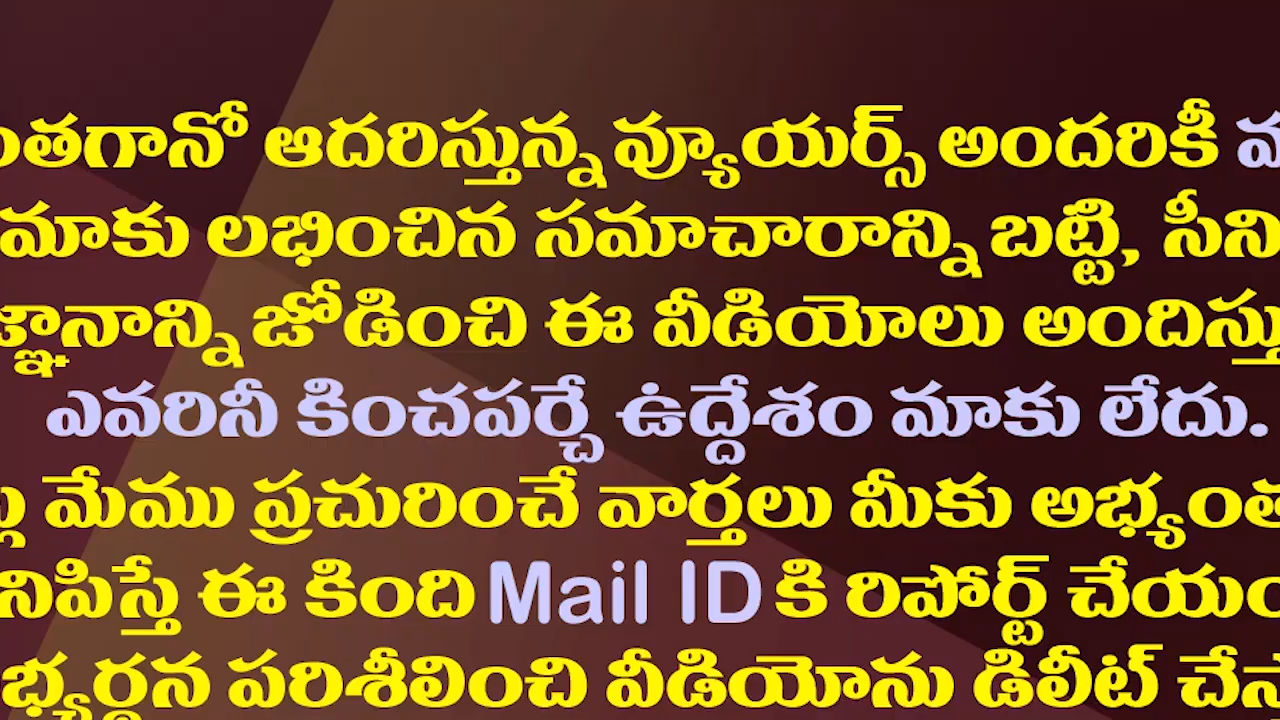 ంతగానో ఆదరిస్తున్న వ్యూయర్స్ అందరికీ
మాకు లభించిన సమాచారాన్ని బట్టి, సీని
జ్ఞానాన్ని జోడించి ఈ వీడియోలు అందిస్తు
ఎవరినీ కించపర్చే ఉద్దేశం మాకు లేదు.
మేము ప్రచురించే వార్తలు మీకు అభ్యంత
నిపిస్తే ఈ కింది Mail ID కి రిపోర్ట్ చేయం
భ్యర్థన పరిశీలించి వీడియోను డిలీట్ చేస